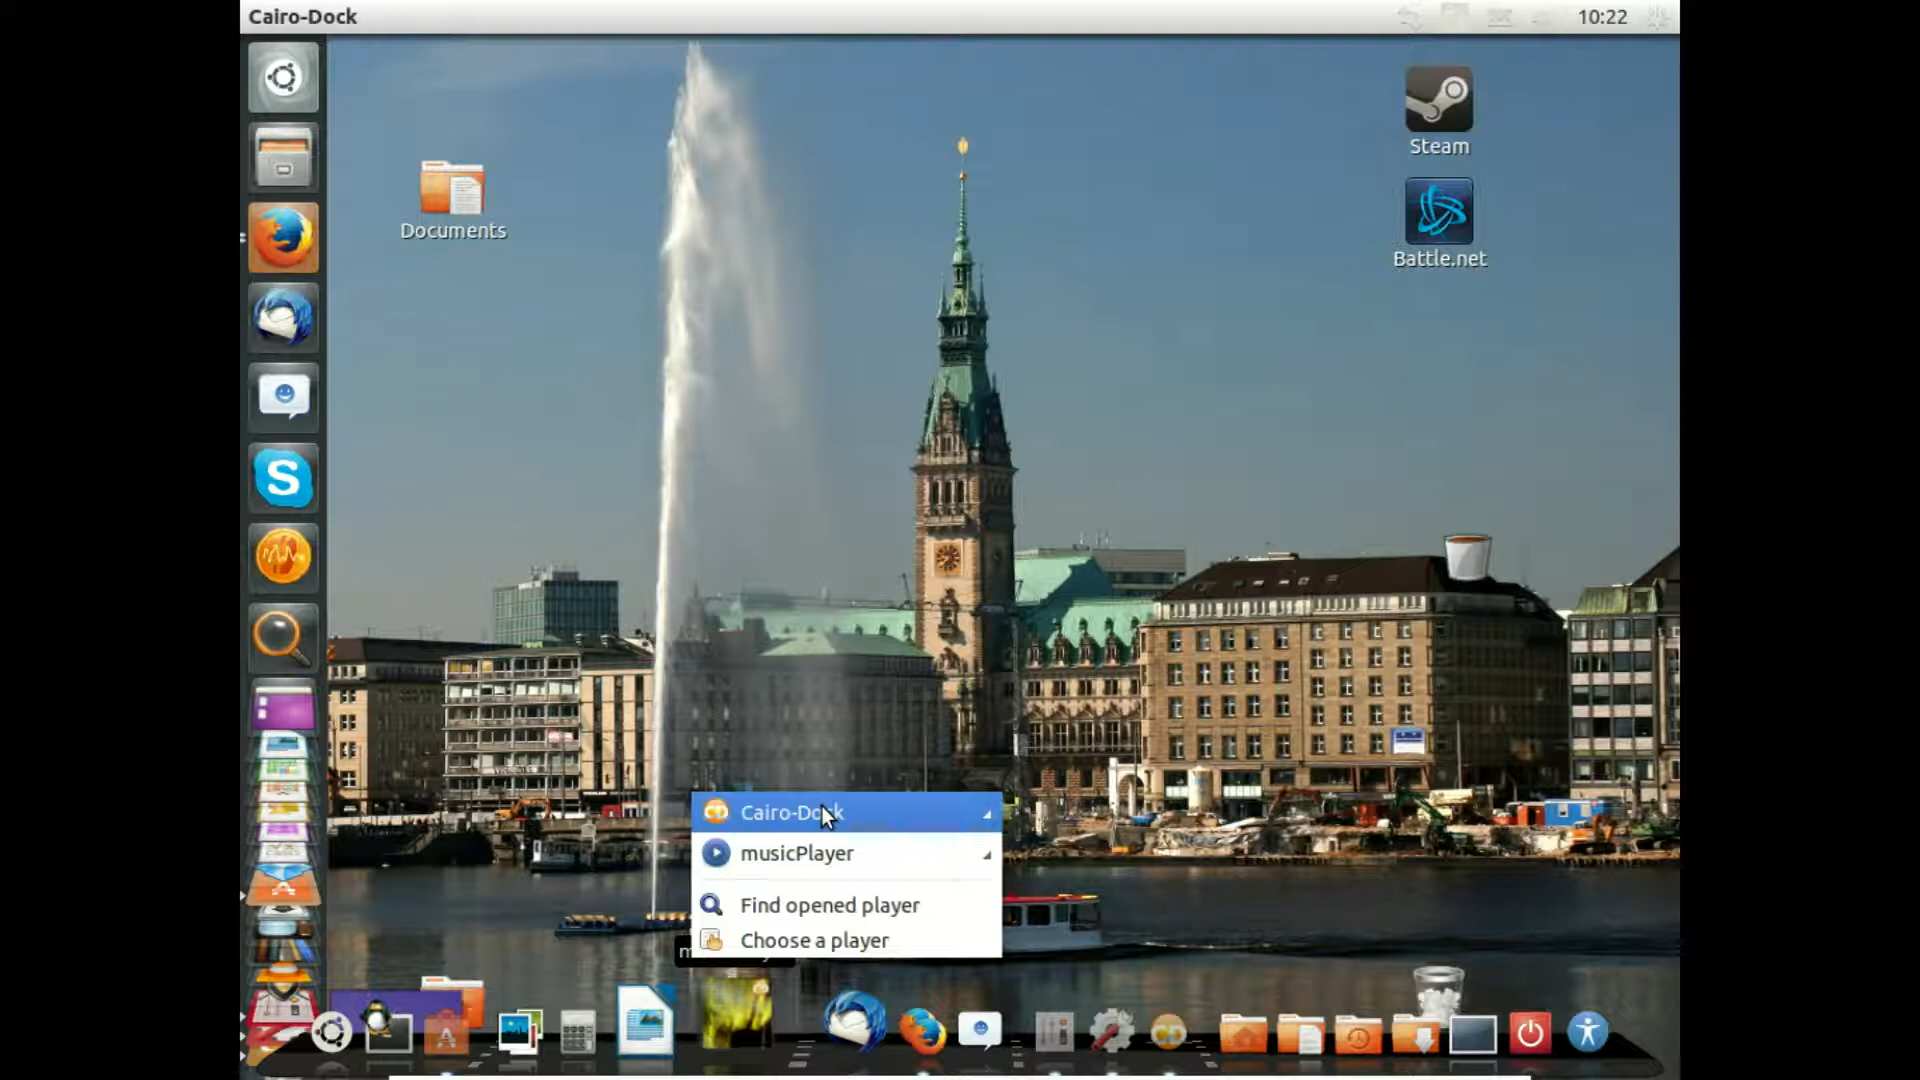 Cairo-Dock
10:22
Steam
Documents
Battle.net
Cairo-Dock
musicPlayer
Find opened player
Choose a player